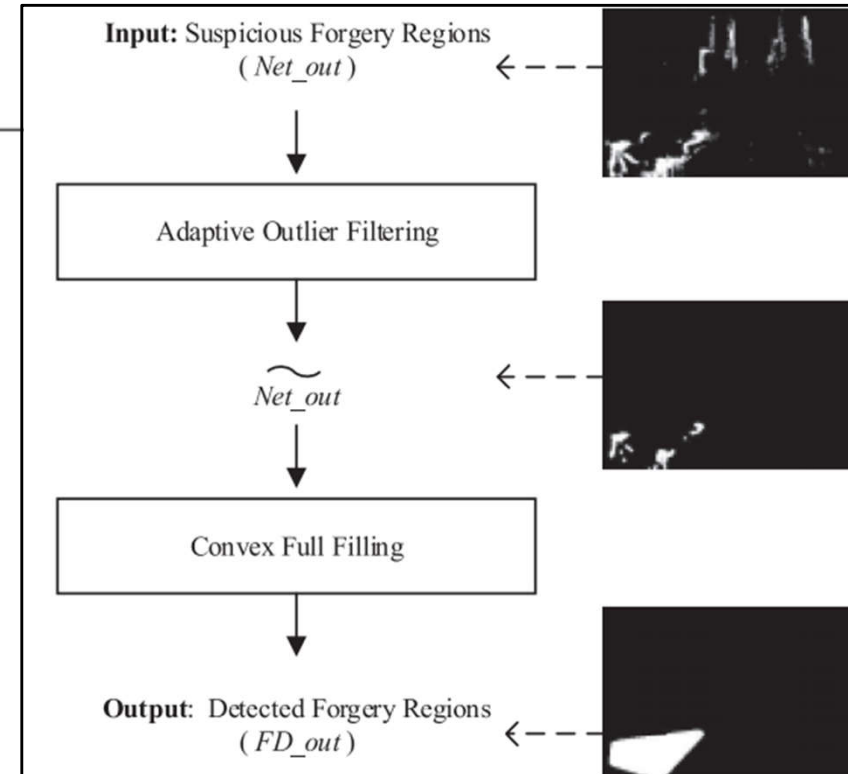 Input: Suspicious Forgery Regions
( Net_out )
Adaptive Outlier Filtering
Net_out
Convex Full Filling
Output: Detected Forgery Regions
( FD_out )